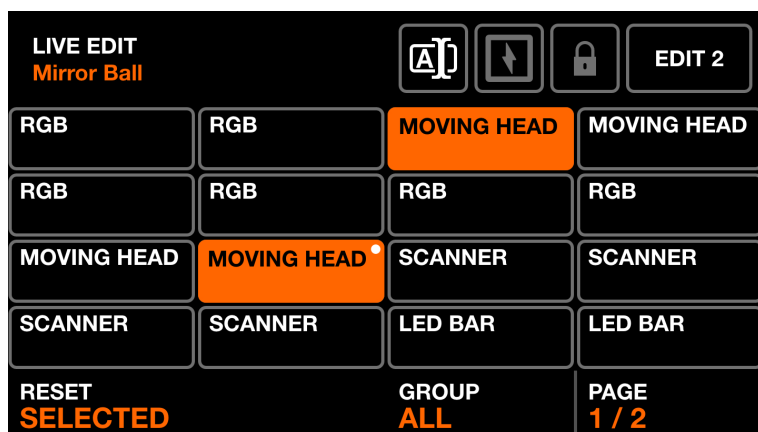 LIVE EDIT
Mirror Ball
A
EDIT 2
RGB
RGB
MOVING HEAD
MOVING HEAD
RGB
RGB
RGB
RGB
MOVING HEAD
MOVING HEAD
SCANNER
SCANNER
SCANNER
SCANNER
LED BAR
LED BAR
RESET
SELECTED
GROUP
ALL
PAGE
1 / 2